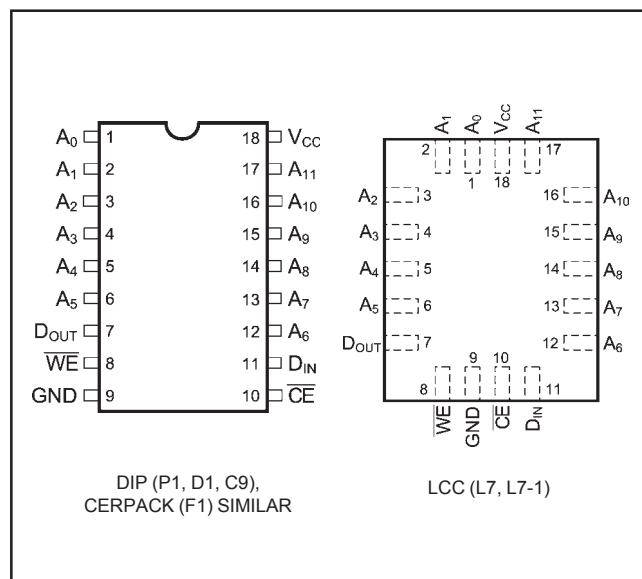 A0 1 18 VCC
A1 2 17 A11
A2 3 16 A10
A3 4 15 A9
A4 5 14 A8
A5 6 13 A7
DOUT 7 12 A6
W̅E̅ 8 11 DIN
GND 9 10 C̅E̅
DIP (P1, D1, C9),
CERPACK (F1) SIMILAR
A1 A0 VCC A11
2 1 18 17
A2 3 16 A10
A3 4 15 A9
A4 5 14 A8
A5 6 13 A7
DOUT 7 12 A6
8 9 10 11
W̅E̅ GND C̅E̅ DIN
LCC (L7, L7-1)